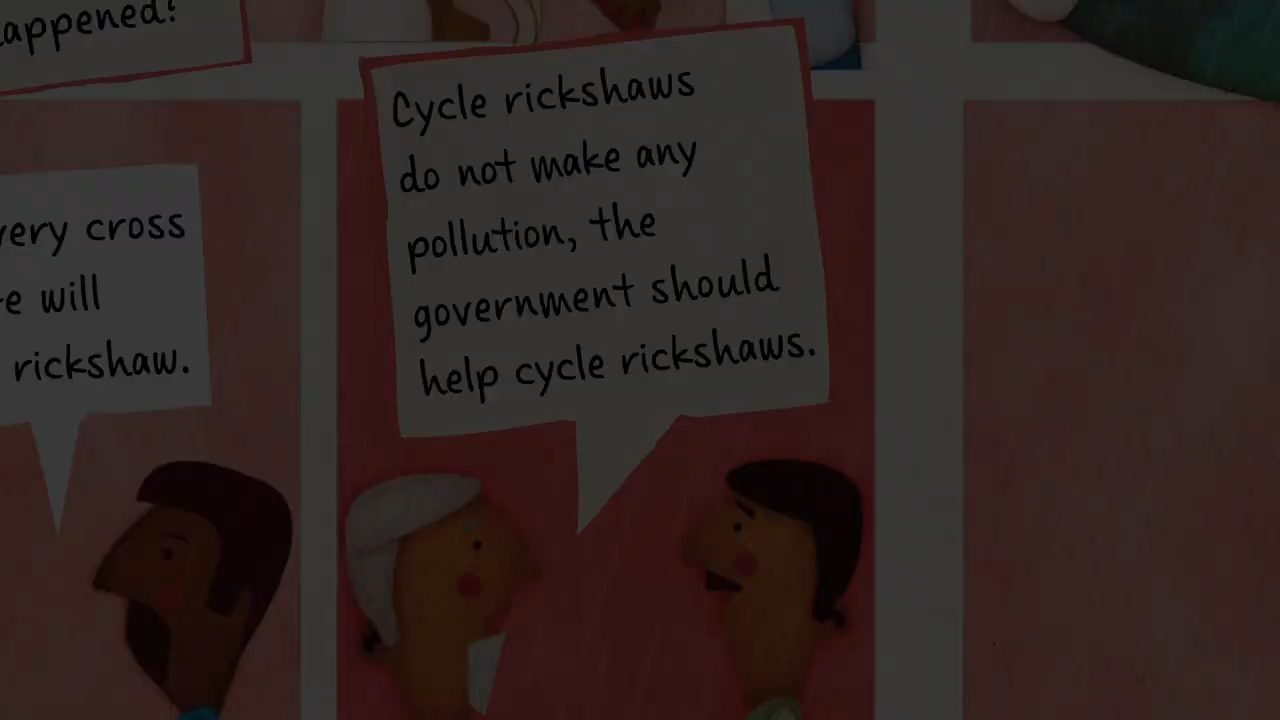 appened!
very cross
e will
rickshaw.
Cycle rickshaws
do not make any
pollution, the
government should
help cycle rickshaws.